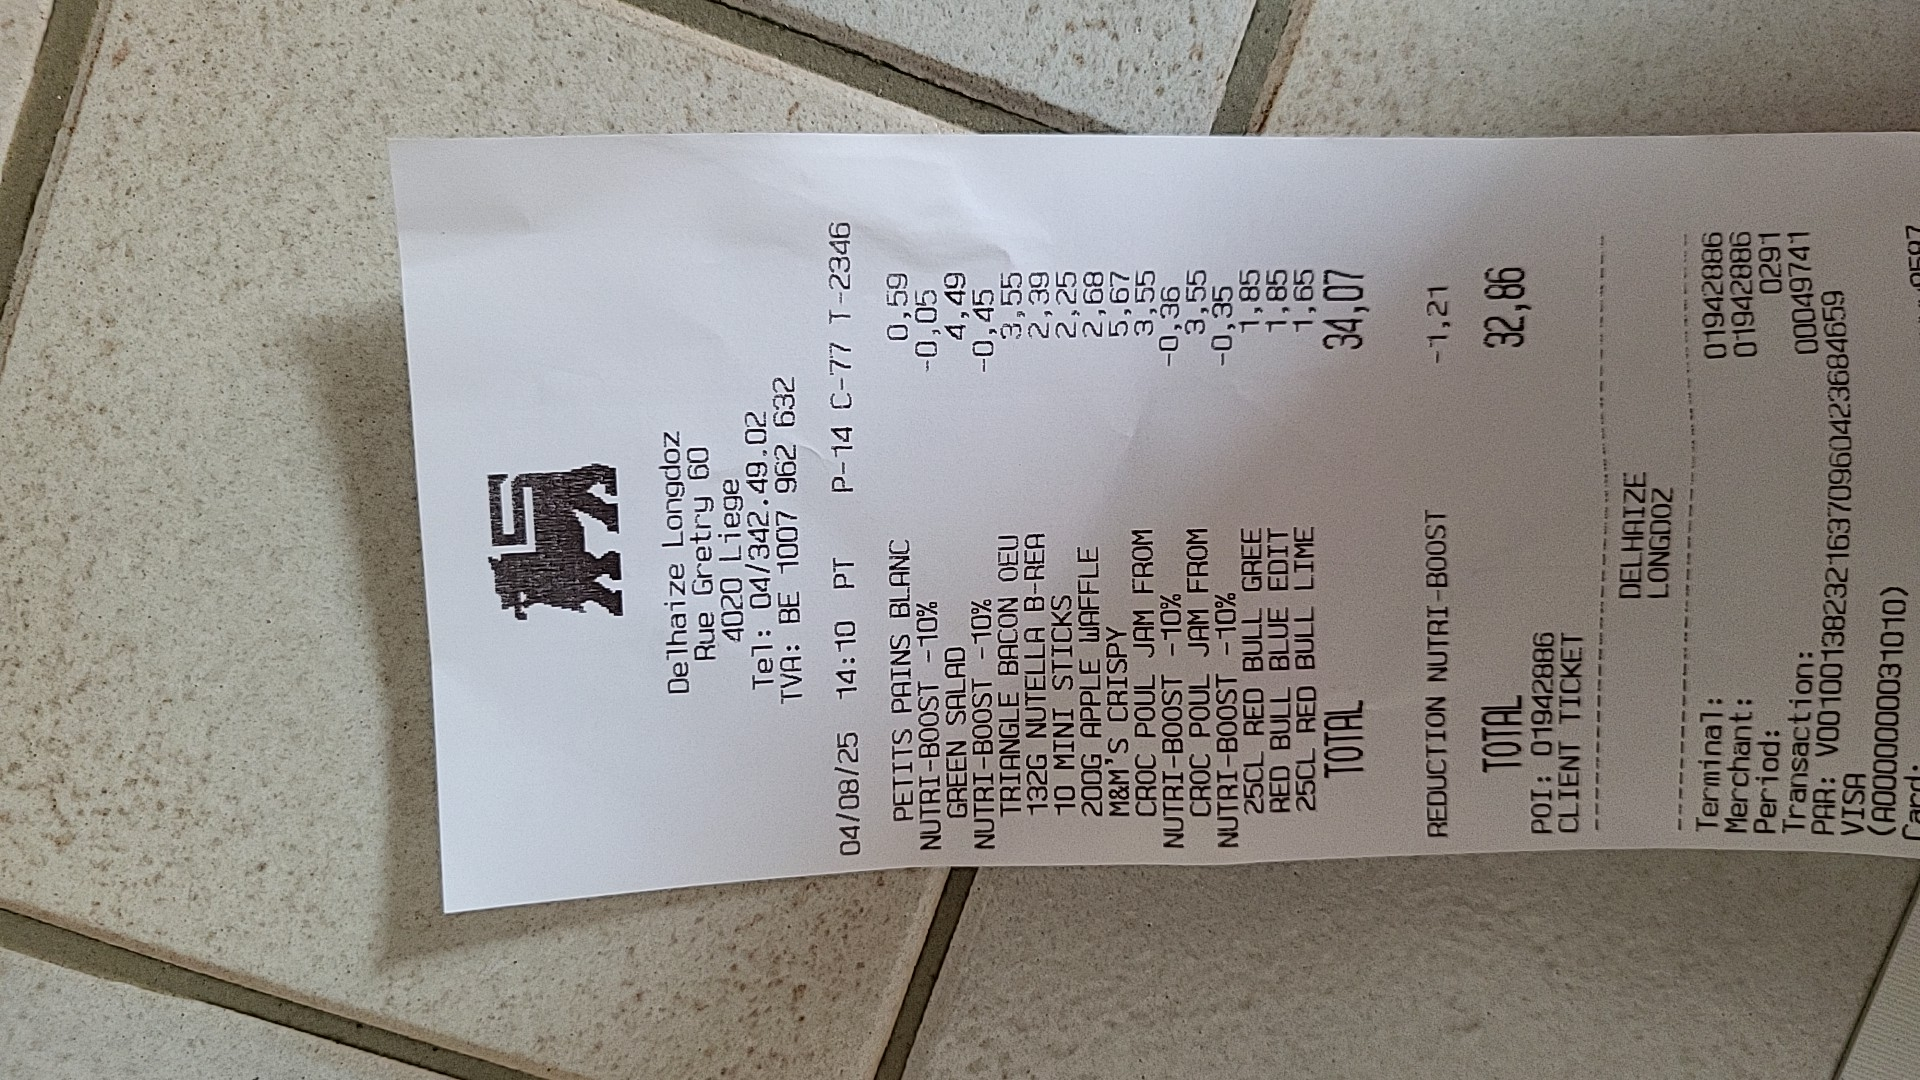 Delhaize Longdoz
Rue Gretry 60
4020 Liege
Tel: 04/342.49.02
TVA: BE 1007 962 632
04/08/25 14:10 PT P-14 C-77 T-2346
PETITS PAINS BLANC 0,59
NUTRI-BOOST -10% -0,05
GREEN SALAD 4,49
NUTRI-BOOST -10% -0,45
TRIANGLE BACON OEU 3,55
132G NUTELLA B-REA 2,39
10 MINI STICKS 2,25
200G APPLE WAFFLE 2,68
M&M'S CRISPY 5,67
CROC POUL JAM FROM 3,55
NUTRI-BOOST -10% -0,36
CROC POUL JAM FROM 3,55
NUTRI-BOOST -10% -0,35
25CL RED BULL GREE 1,85
RED BULL BLUE EDIT 1,85
25CL RED BULL LIME 1,65
TOTAL 34,07
REDUCTION NUTRI-BOOST -1,21
TOTAL 32,86
POI: 01942886
CLIENT TICKET
DELHAIZE
LONGDOZ
Terminal: 01942886
Merchant: 01942886
Period: 0291
Transaction: 00049741
PAR: V0010013823216370960423684659
VISA
(A0000000031010)
Card: